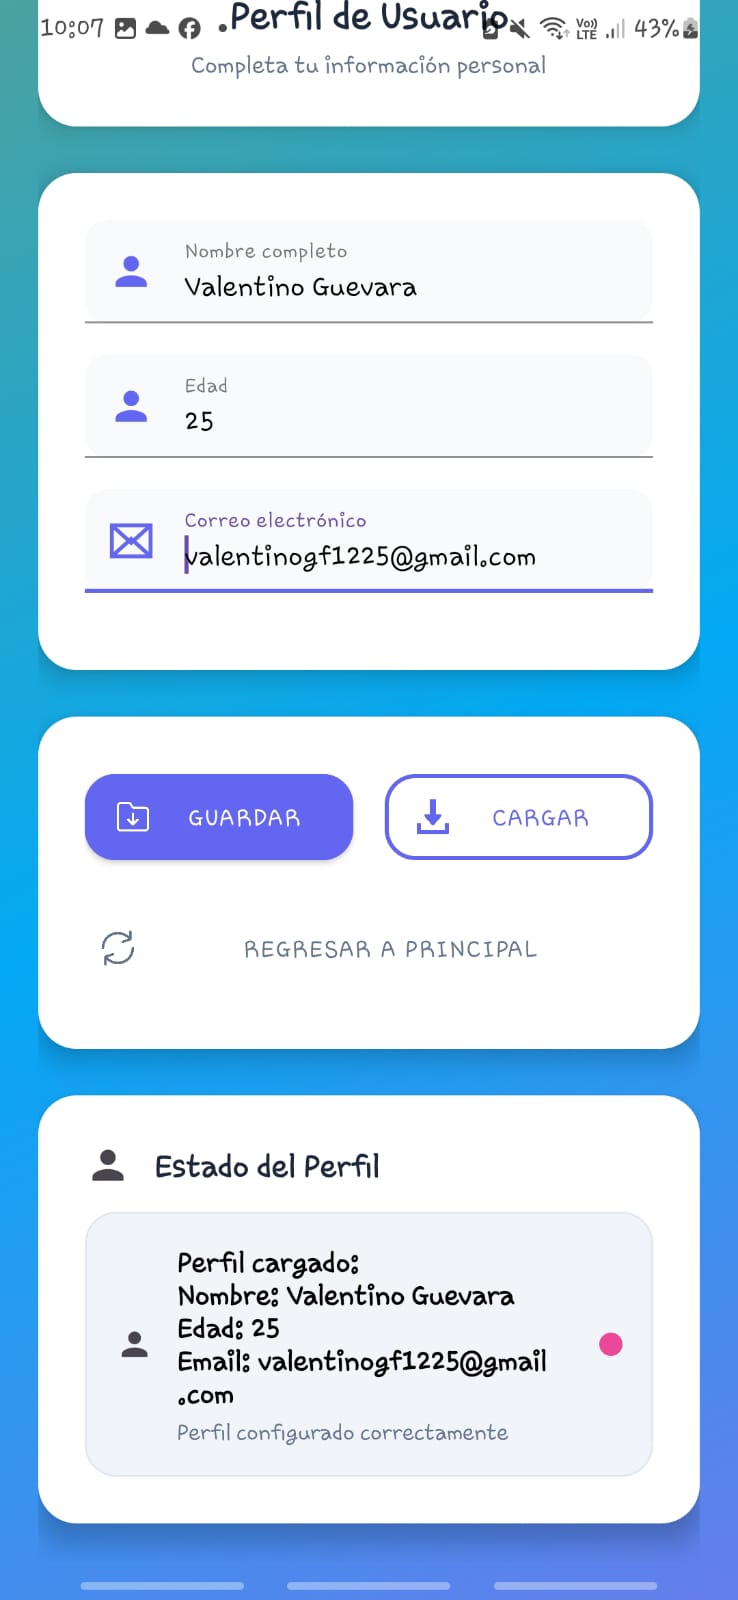 10:07
43%
Perfil de Usuario
Vo))
LTE
Completa tu información personal
Nombre completo
Valentino Guevara
Edad
25
Correo electrónico
valentinogf1225@gmail.com
GUARDAR
CARGAR
REGRESAR A PRINCIPAL
Estado del Perfil
Perfil cargado:
Nombre: Valentino Guevara
Edad: 25
Email: valentinogf1225@gmail
.com
Perfil configurado correctamente